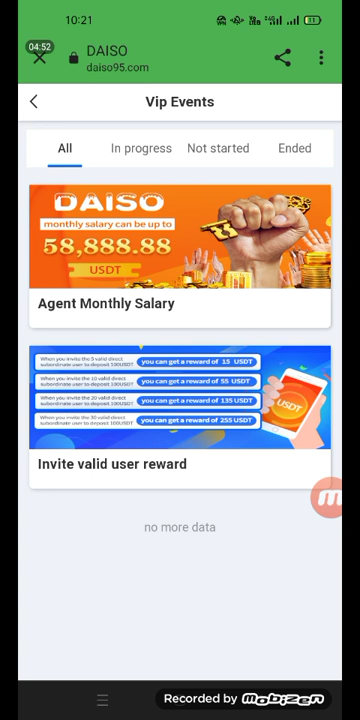 10:21
04:52
DAISO
daiso95.com
Vip Events
All
In progress
Not started
Ended
DAISO
monthly salary can be up to
58,888.88
USDT
Agent Monthly Salary
When you invite the 5 valid direct
subordinate user to deposit 100USDT
you can get a reward of 15 USDT
When you invite the 10 valid direct
subordinate user to deposit 100USDT
you can get a reward of 55 USDT
When you invite the 20 valid direct
subordinate user to deposit 100USDT
you can get a reward of 135 USDT
When you invite the 30 valid direct
subordinate user to deposit 100USDT
you can get a reward of 255 USDT
USDT
Invite valid user reward
no more data
Recorded by mobizen